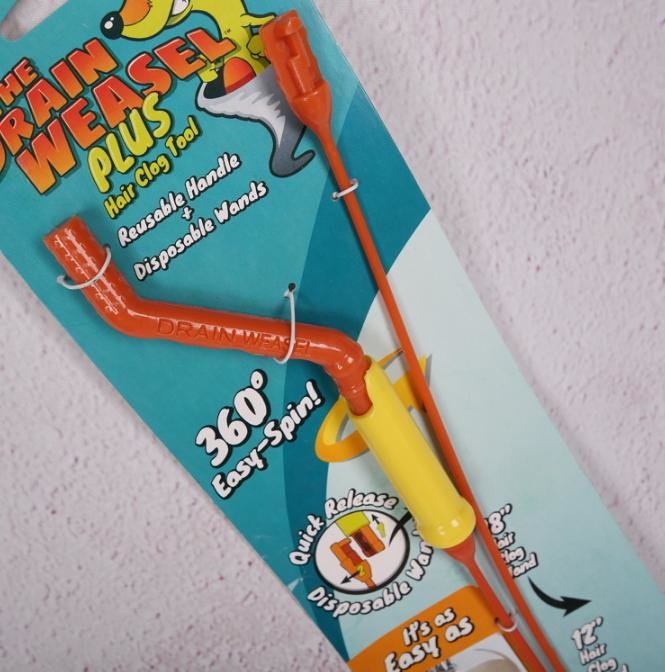 THE
DRAIN
WEASEL
PLUS
Hair Clog Tool
Reusable Handle
+
Disposable Wands
DRAIN WEASEL
360°
Easy-Spin!
Quick Release
Disposable
It's as
Easy as
12"
Hair
Clog